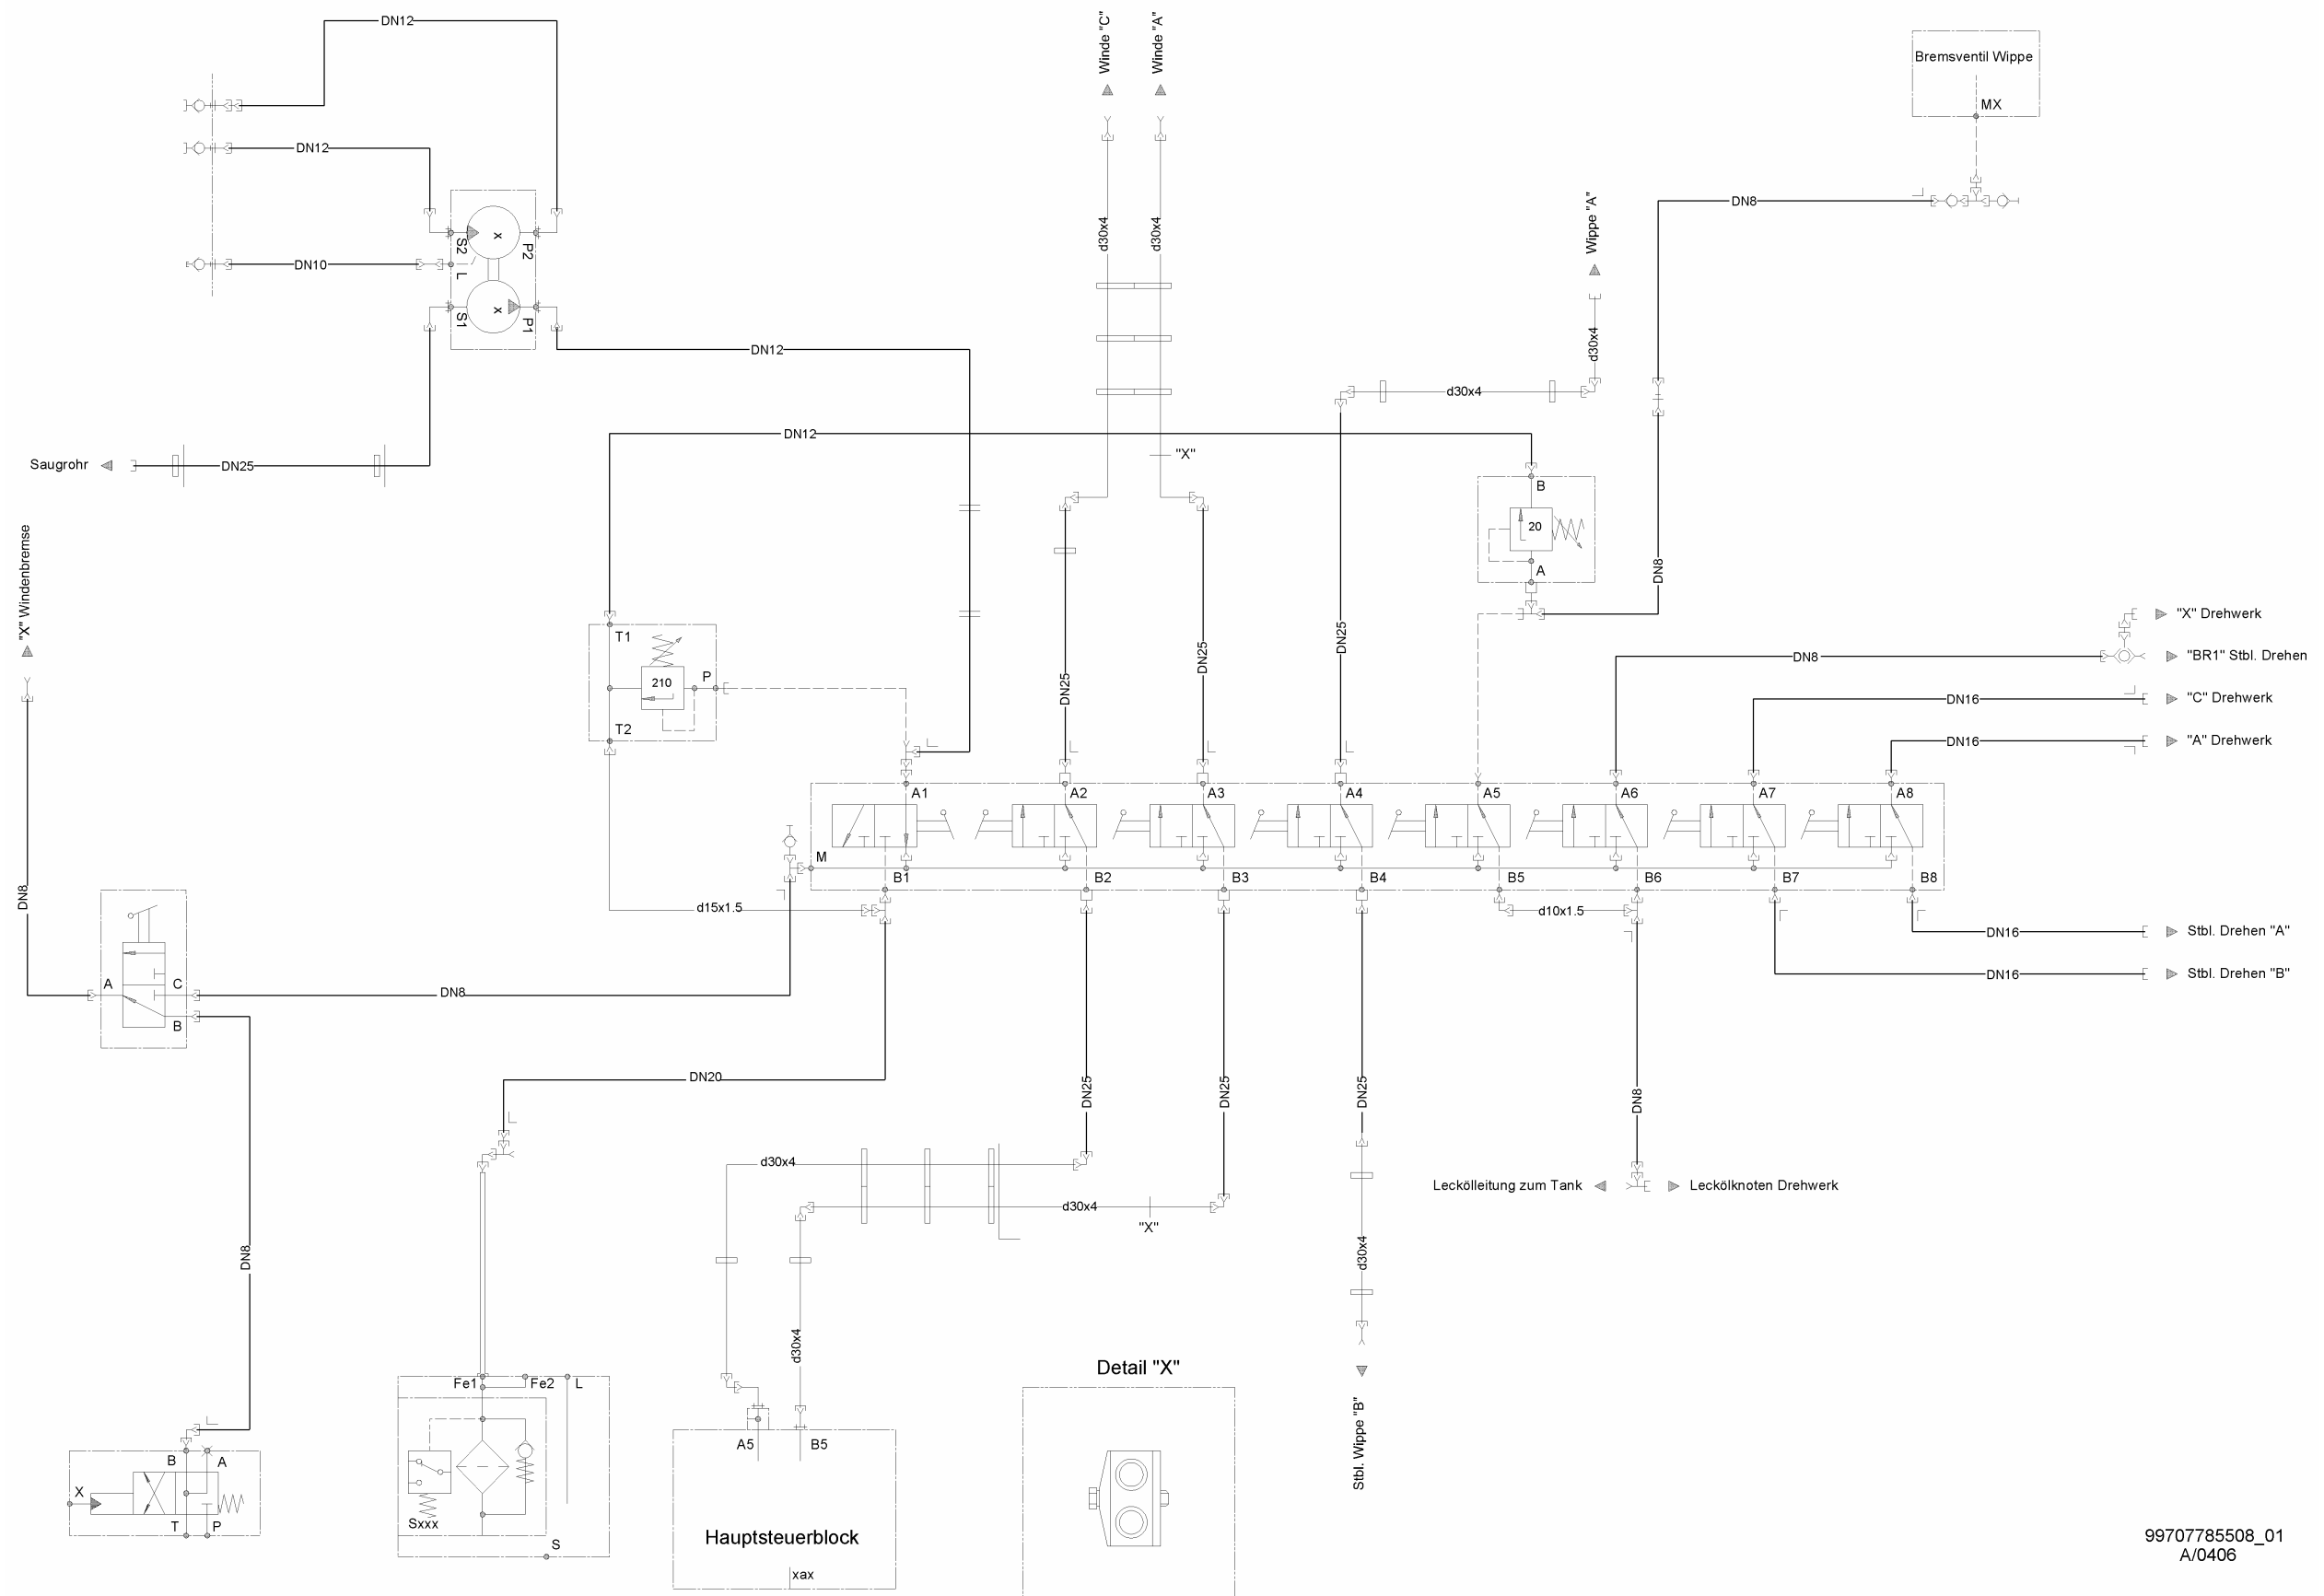 DN12
Winde "C"
Winde "A"
Bremsventil Wippe
MX
DN12
DN8
Wippe "A"
d30x4
d30x4
S2
x
P2
DN10
L
S1
x
P1
DN12
d30x4
d30x4
DN12
"X"
Saugrohr
DN25
B
20
A
"X" Windenbremse
DN8
"X" Drehwerk
T1
DN25
DN25
DN25
DN8
"BR1" Stbl. Drehen
210
P
DN16
"C" Drehwerk
T2
DN16
"A" Drehwerk
A1
A2
A3
A4
A5
A6
A7
A8
M
B1
B2
B3
B4
B5
B6
B7
B8
DN8
d15x1.5
d10x1.5
DN16
Stbl. Drehen "A"
DN16
Stbl. Drehen "B"
A
C
B
DN8
DN20
DN25
DN25
DN25
DN8
d30x4
Leckölleitung zum Tank
Leckölknoten Drehwerk
d30x4
"X"
DN8
d30x4
d30x4
Detail "X"
Fe1
Fe2
L
Stbl. Wippe "B"
A5
B5
B
A
X
T
P
Sxxx
S
Hauptsteuerblock
xax
99707785508_01
A/0406